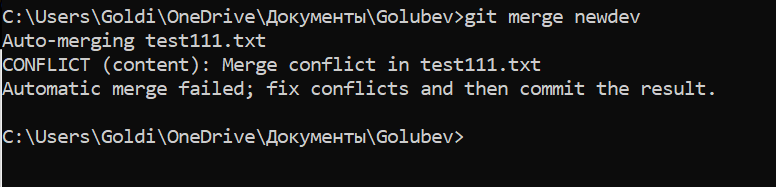 C:\Users\Goldi\OneDrive\Документы\Golubev>git merge newdev
Auto-merging test111.txt
CONFLICT (content): Merge conflict in test111.txt
Automatic merge failed; fix conflicts and then commit the result.
C:\Users\Goldi\OneDrive\Документы\Golubev>